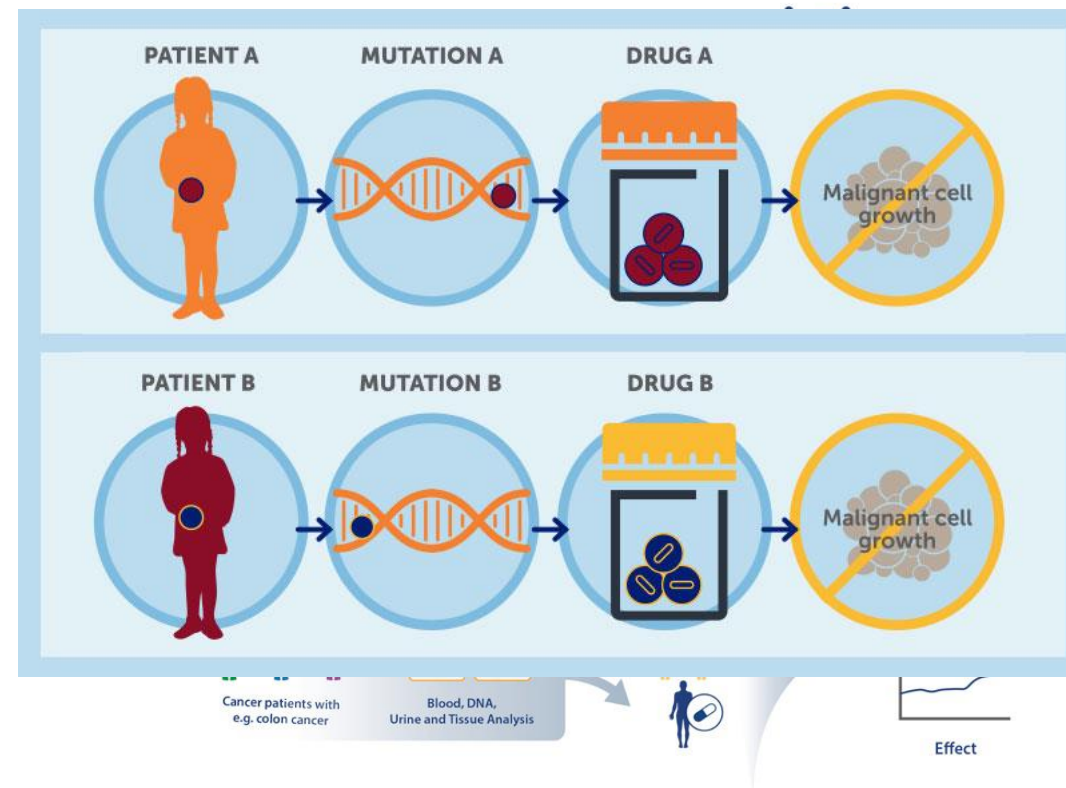 PATIENT A
MUTATION A
DRUG A
Malignant cell
growth
PATIENT B
MUTATION B
DRUG B
Malignant cell
growth
Cancer patients with
e.g. colon cancer
Blood, DNA,
Urine and Tissue Analysis
Effect